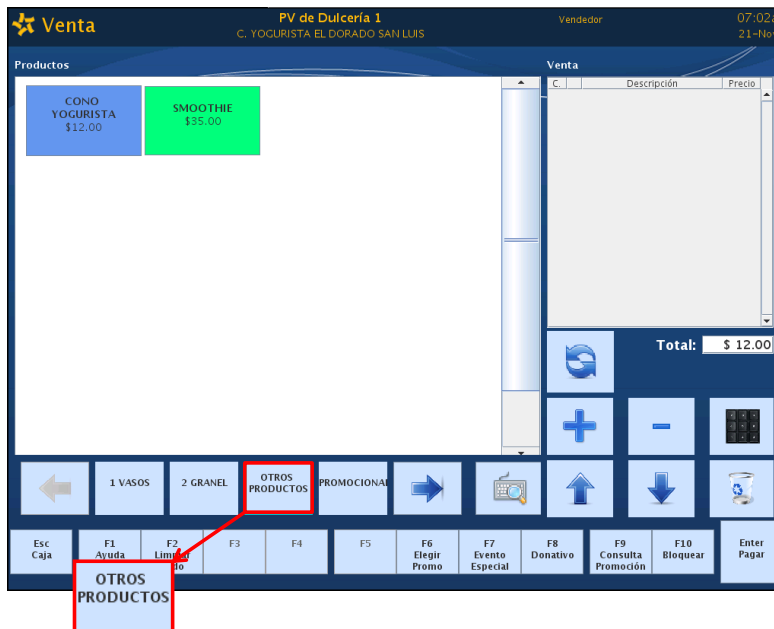 Venta
PV de Dulcería 1
C. YOGURISTA EL DORADO SAN LUIS
Vendedor
07:02
21-No
Productos
Venta
C.
Descripción
Precio
CONO
YOGURISTA
$12.00
SMOOTHIE
$35.00
Total:
$ 12.00
1 VASOS
2 GRANEL
OTROS
PRODUCTOS
PROMOCIONA
Esc
Caja
F1
Ayuda
F2
F3
F4
F5
F6
Elegir
Promo
F7
Evento
Especial
F8
Donativo
F9
Consulta
Promoción
F10
Bloquear
Enter
Pagar
OTROS
PRODUCTOS